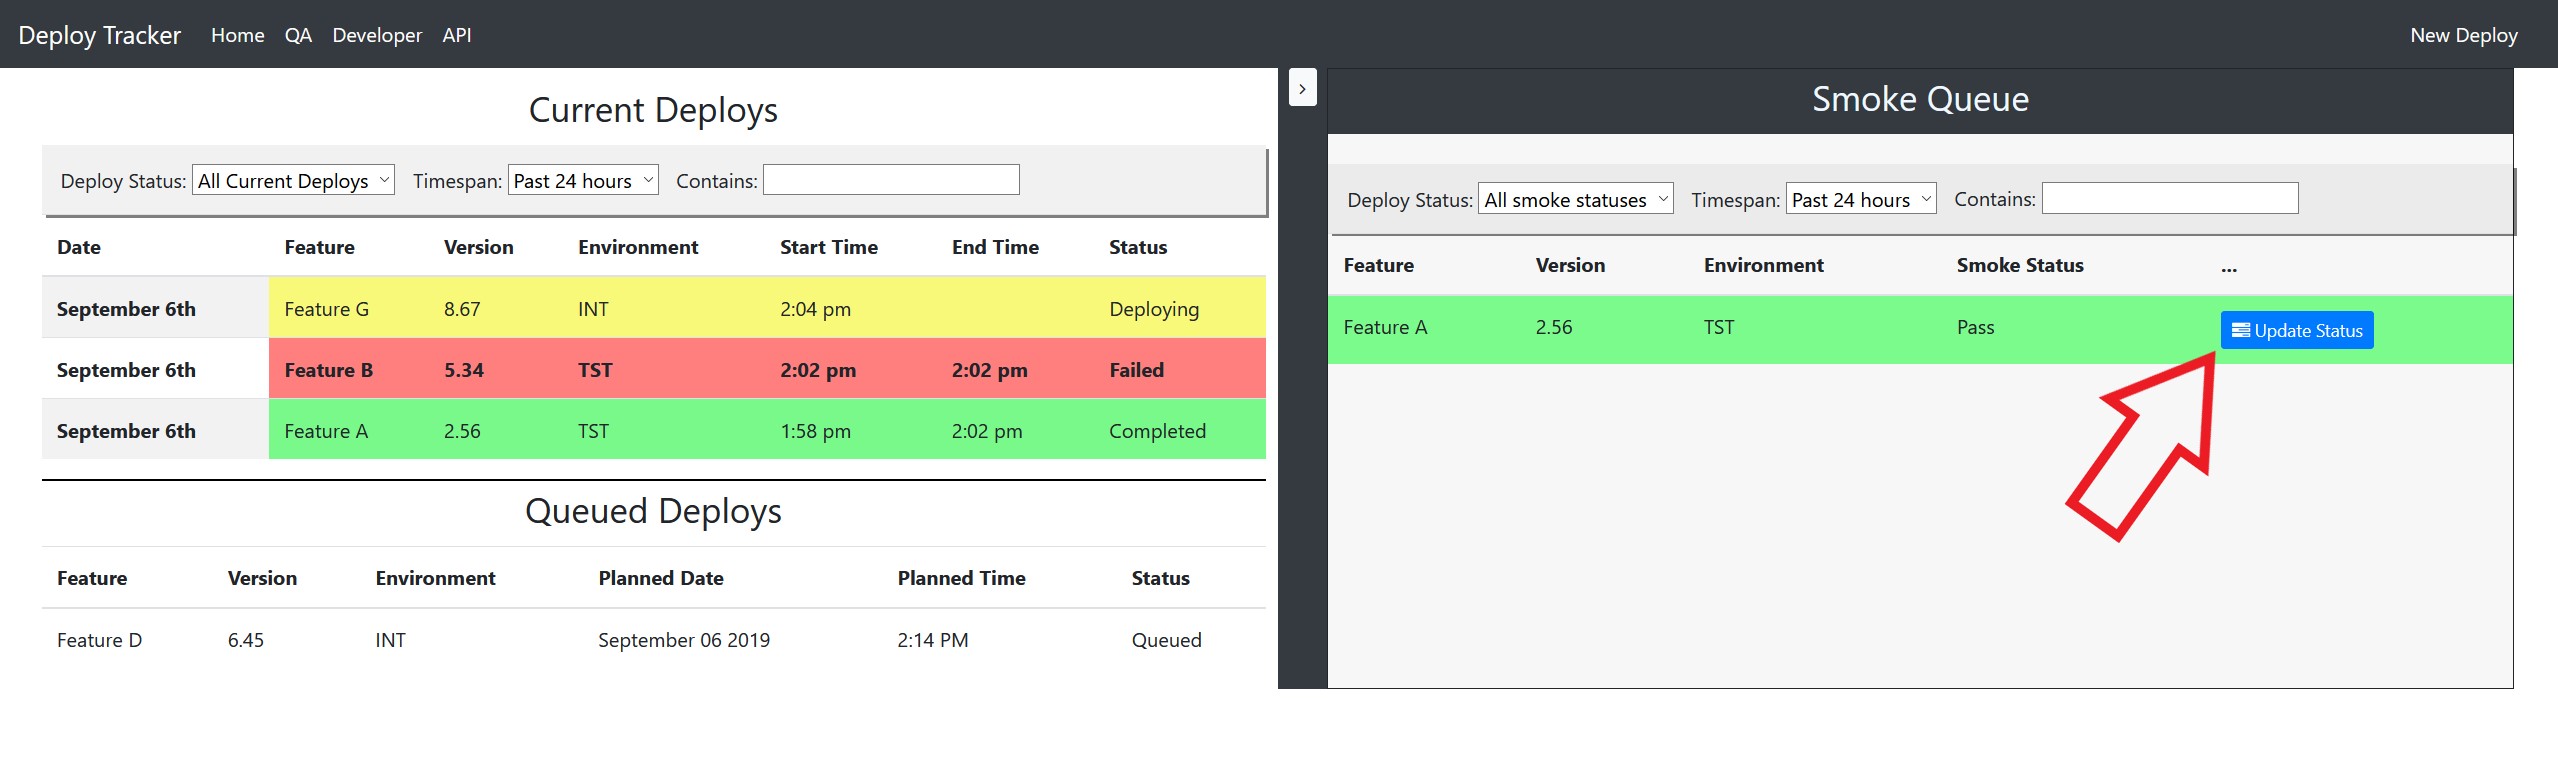 Deploy Tracker Home QA Developer API New Deploy
Current Deploys
Deploy Status: All Current Deploys Timespan: Past 24 hours Contains:
Date Feature Version Environment Start Time End Time Status
September 6th Feature G 8.67 INT 2:04 pm Deploying
September 6th Feature B 5.34 TST 2:02 pm 2:02 pm Failed
September 6th Feature A 2.56 TST 1:58 pm 2:02 pm Completed
Queued Deploys
Feature Version Environment Planned Date Planned Time Status
Feature D 6.45 INT September 06 2019 2:14 PM Queued
Smoke Queue
Deploy Status: All smoke statuses Timespan: Past 24 hours Contains:
Feature Version Environment Smoke Status ...
Feature A 2.56 TST Pass Update Status